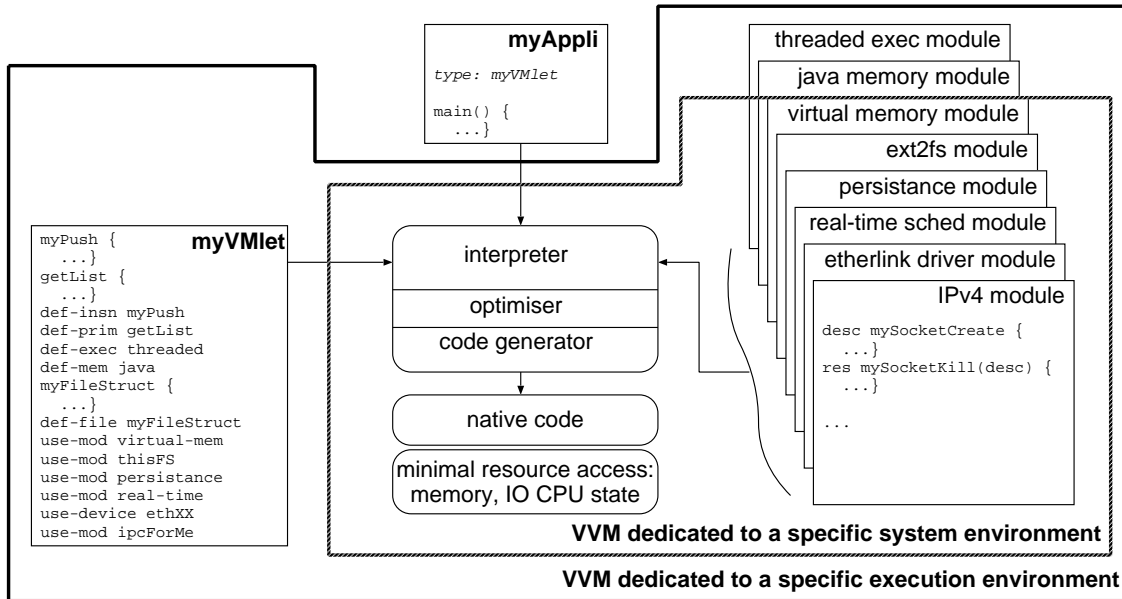 myAppli
type: myVMlet
main() {
...}
threaded exec module
java memory module
virtual memory module
ext2fs module
persistance module
real-time sched module
etherlink driver module
IPv4 module
desc mySocketCreate {
...}
res mySocketKill(desc) {
...}
...
myVMlet
myPush {
...}
getList {
...}
def-insn myPush
def-prim getList
def-exec threaded
def-mem java
myFileStruct {
...}
def-file myFileStruct
use-mod virtual-mem
use-mod thisFS
use-mod persistance
use-mod real-time
use-device ethXX
use-mod ipcForMe
interpreter
optimiser
code generator
native code
minimal resource access:
memory, IO CPU state
VVM dedicated to a specific system environment
VVM dedicated to a specific execution environment